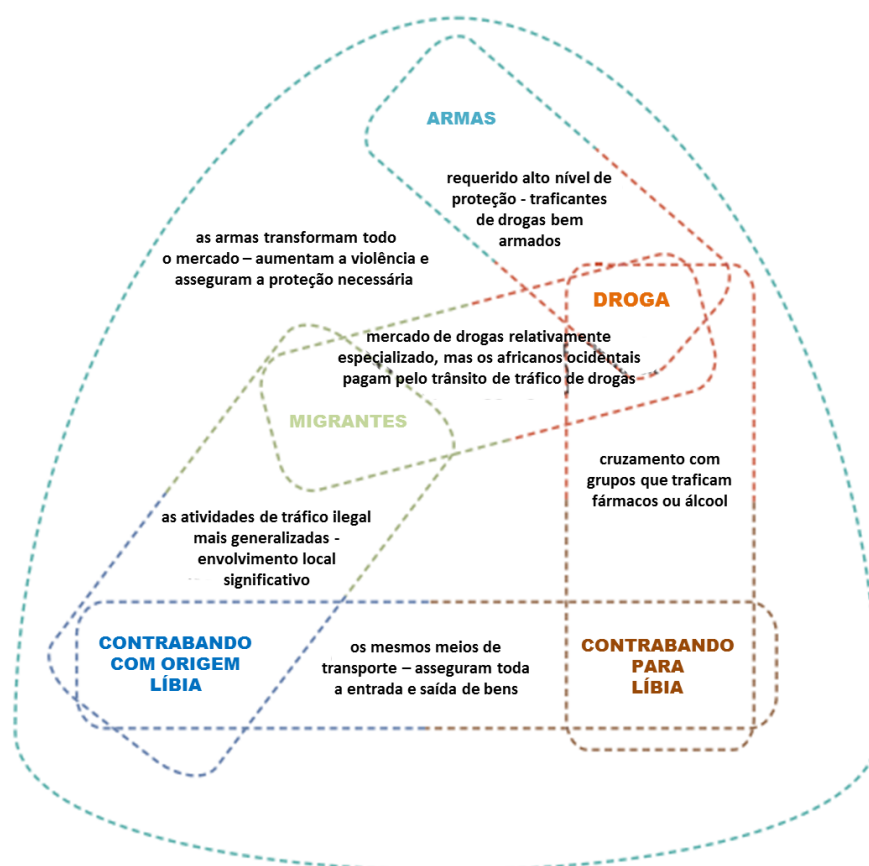 ARMAS
requerido alto nível de
proteção - traficantes
de drogas bem
armados
as armas transformam todo
o mercado – aumentam a violência e
asseguram a proteção necessária
DROGA
mercado de drogas relativamente
especializado, mas os africanos ocidentais
pagam pelo trânsito de tráfico de drogas
MIGRANTES
cruzamento com
grupos que traficam
fármacos ou álcool
as atividades de tráfico ilegal
mais generalizadas -
envolvimento local
significativo
CONTRABANDO
COM ORIGEM
LÍBIA
os mesmos meios de
transporte – asseguram toda
a entrada e saída de bens
CONTRABANDO
PARA
LÍBIA